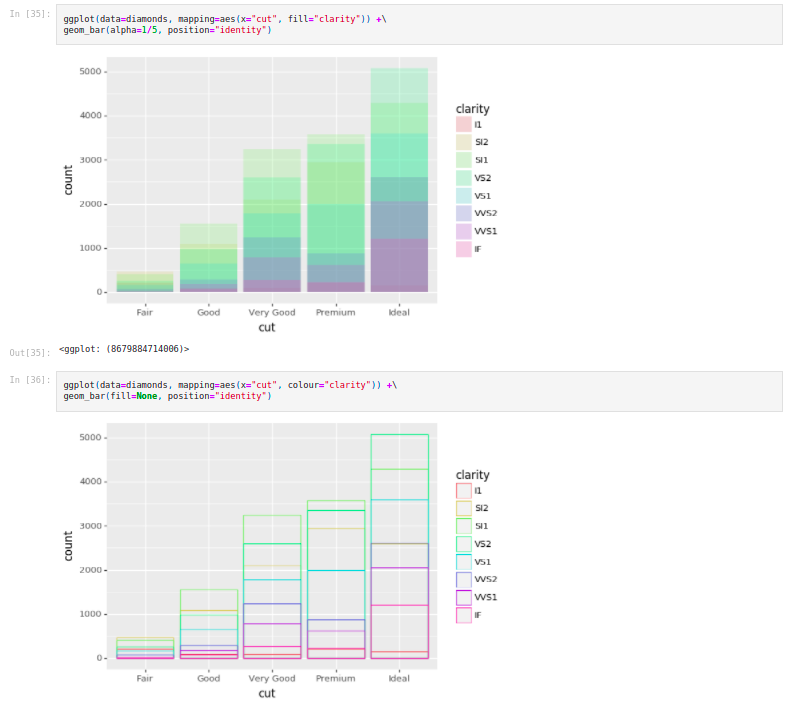 In [35]:
ggplot(data=diamonds, mapping=aes(x="cut", fill="clarity")) +\
geom_bar(alpha=1/5, position="identity")
5000
4000
3000
2000
1000
0
count
Fair Good Very Good Premium Ideal
cut
clarity
I1
SI2
SI1
VS2
VS1
VVS2
VVS1
IF
Out[35]: <ggplot: (8679884714006)>
In [36]:
ggplot(data=diamonds, mapping=aes(x="cut", colour="clarity")) +\
geom_bar(fill=None, position="identity")
5000
4000
3000
2000
1000
0
count
Fair Good Very Good Premium Ideal
cut
clarity
I1
SI2
SI1
VS2
VS1
VVS2
VVS1
IF